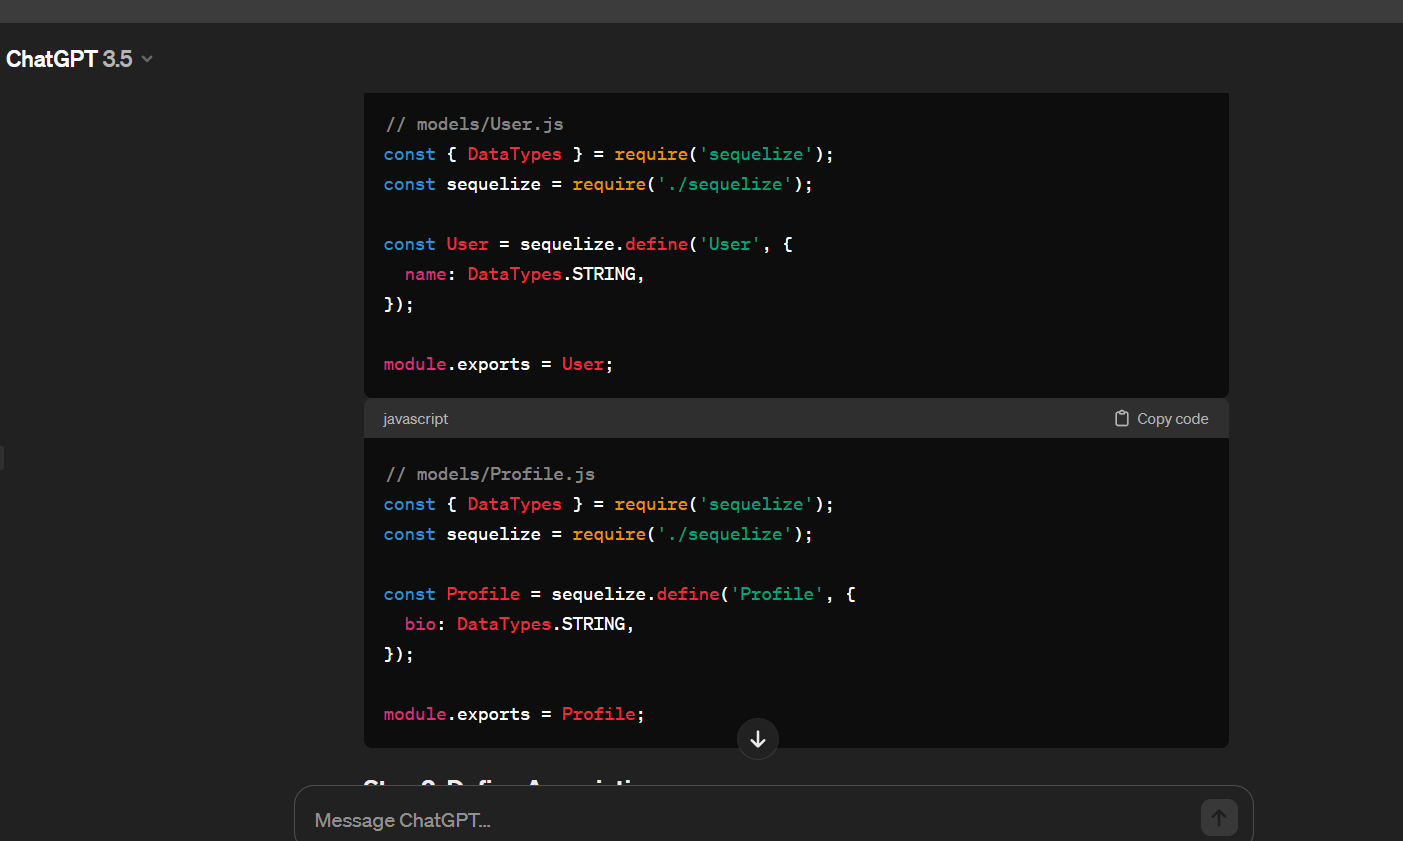 ChatGPT 3.5
// models/User.js
const { DataTypes } = require('sequelize');
const sequelize = require('./sequelize');
const User = sequelize.define('User', {
  name: DataTypes.STRING,
});
module.exports = User;
javascript
Copy code
// models/Profile.js
const { DataTypes } = require('sequelize');
const sequelize = require('./sequelize');
const Profile = sequelize.define('Profile', {
  bio: DataTypes.STRING,
});
module.exports = Profile;
Message ChatGPT...